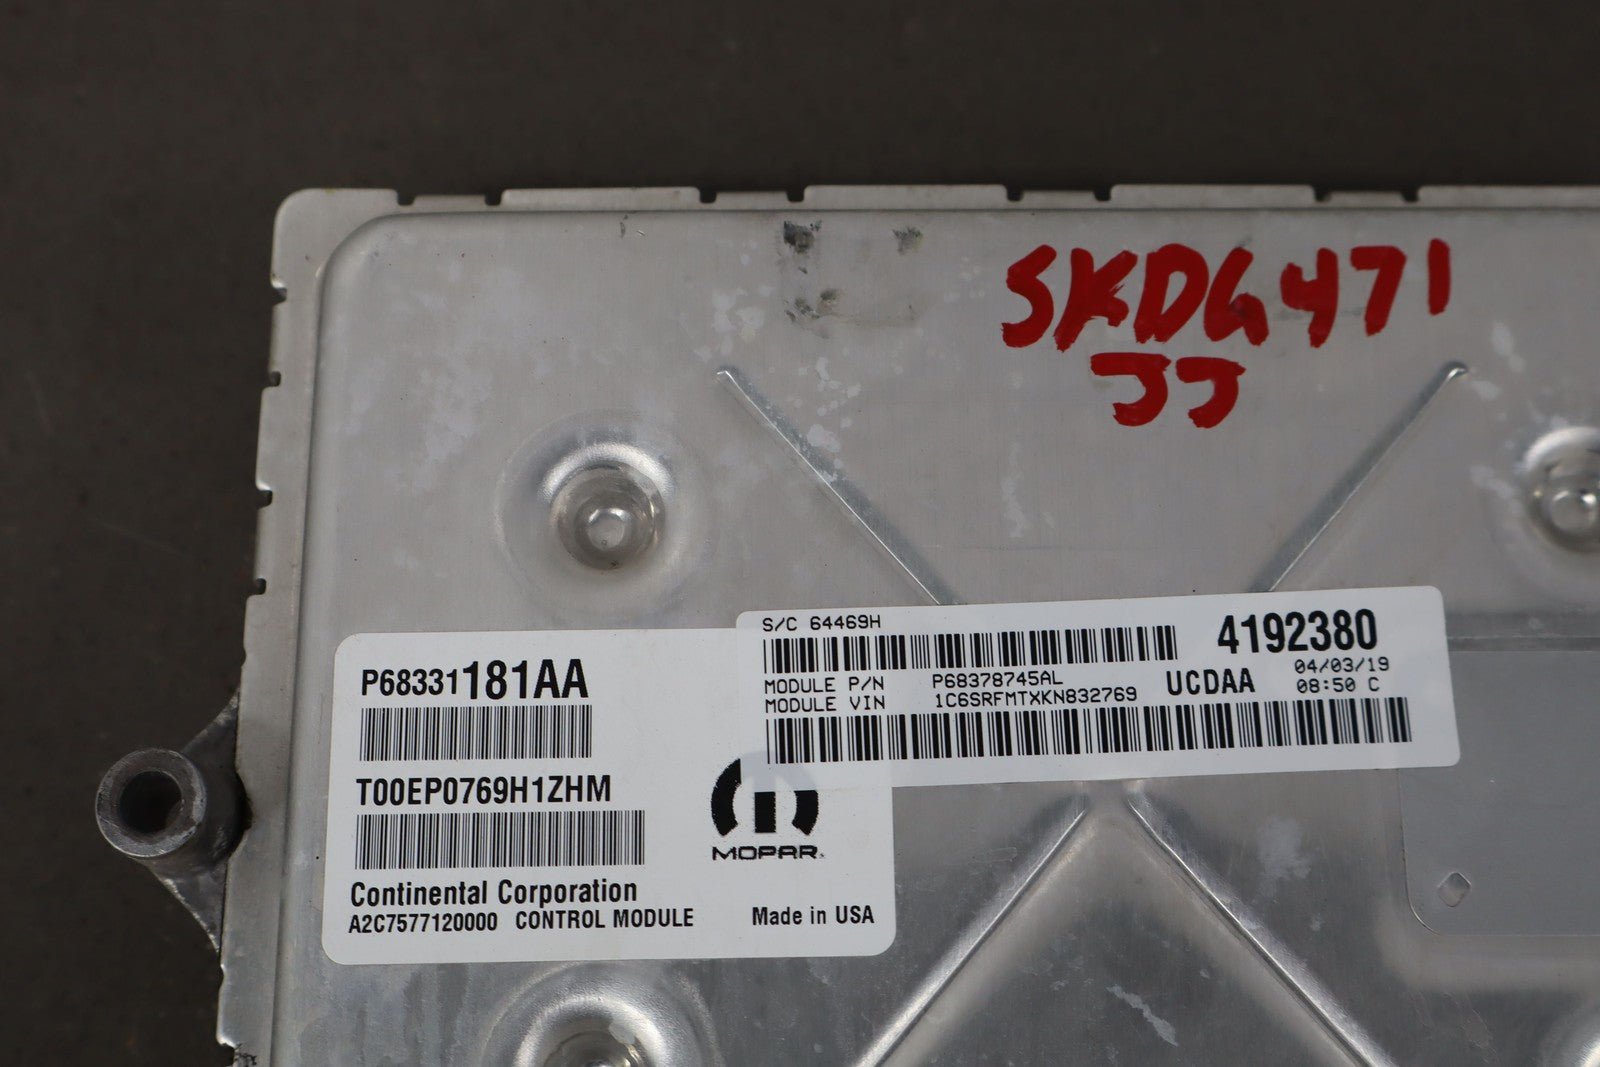 SKDG471
JJ
S/C 64469H
4192380
MODULE P/N P68378745AL
MODULE VIN 1C6SRFMTXKN832769
UCDAA
04/03/19
08:50 C
P68331181AA
T00EP0769H1ZHM
MOPAR
Continental Corporation
A2C7577120000 CONTROL MODULE
Made in USA